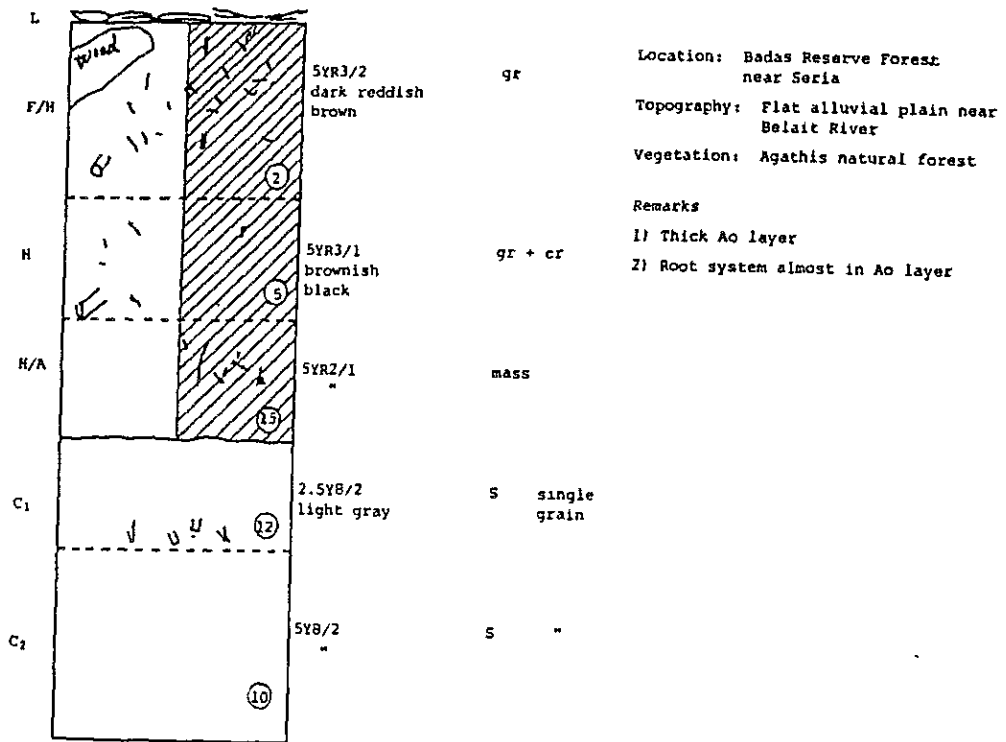 L
Wood
F/H
5YR3/2
dark reddish
brown
gr
2
H
5YR3/1
brownish
black
gr + cr
5
H/A
5YR2/1
"
mass
15
C₁
2.5Y8/2
light gray
S single
grain
12
C₂
5Y8/2
"
S "
10
Location: Badas Reserve Forest
near Seria
Topography: Flat alluvial plain near
Belait River
Vegetation: Agathis natural forest
Remarks
1) Thick Ao layer
2) Root system almost in Ao layer